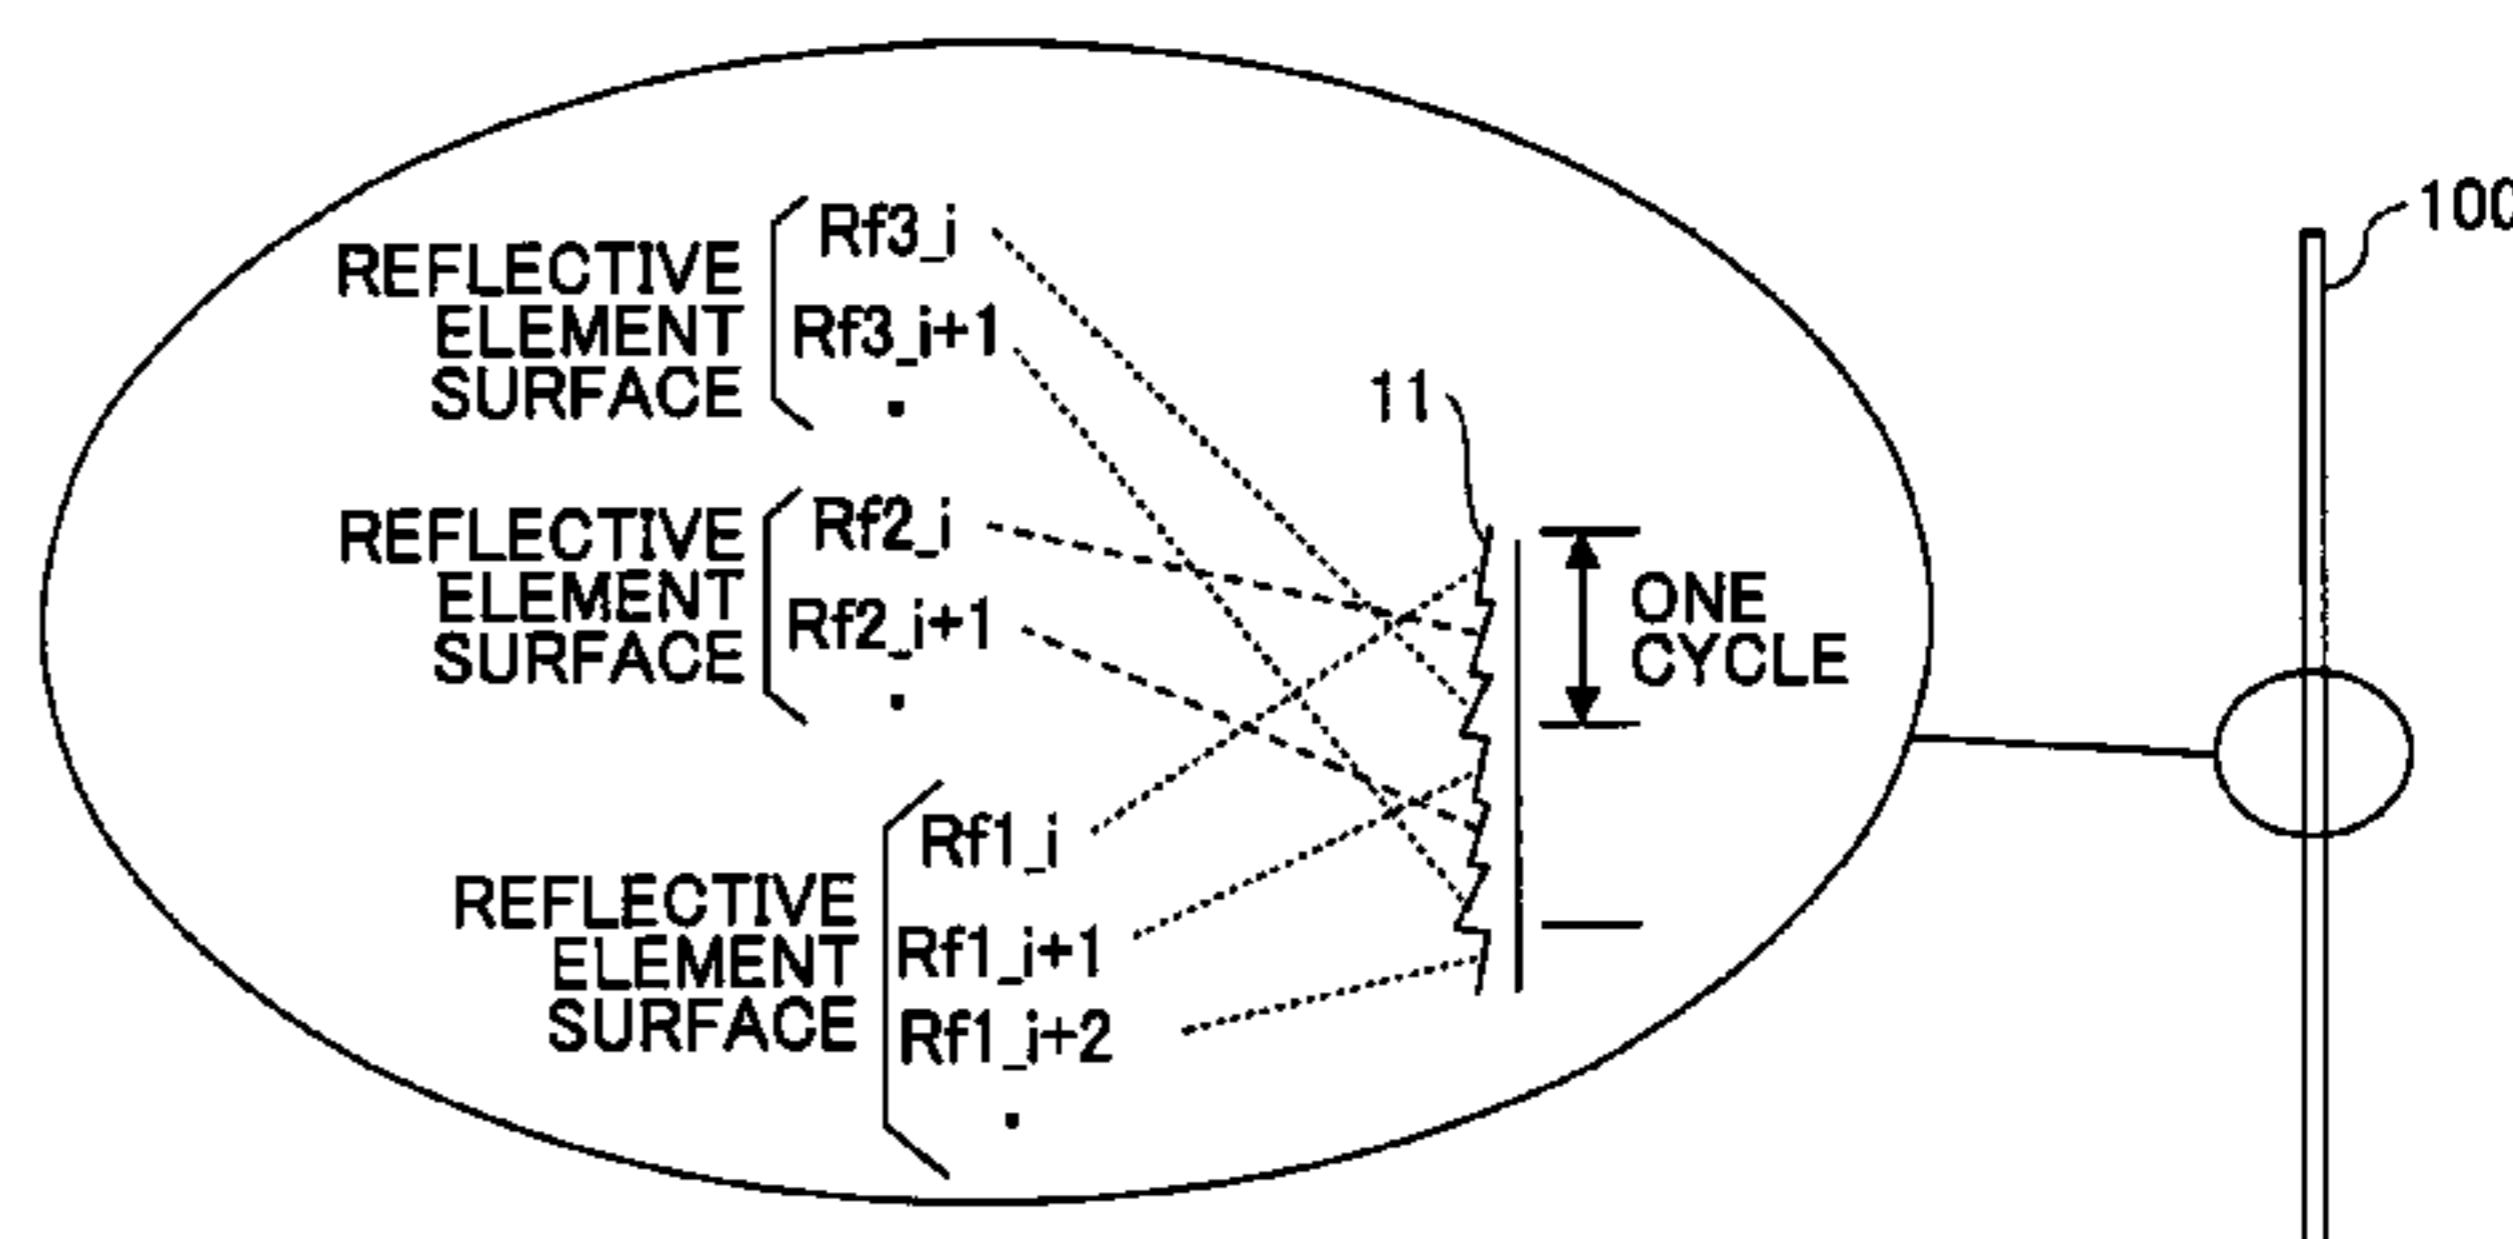 100
REFLECTIVE
ELEMENT
SURFACE
Rf3_i
Rf3_i+1
.
11
REFLECTIVE
ELEMENT
SURFACE
Rf2_i
Rf2_i+1
.
ONE
CYCLE
REFLECTIVE
ELEMENT
SURFACE
Rf1_i
Rf1_i+1
Rf1_i+2
.